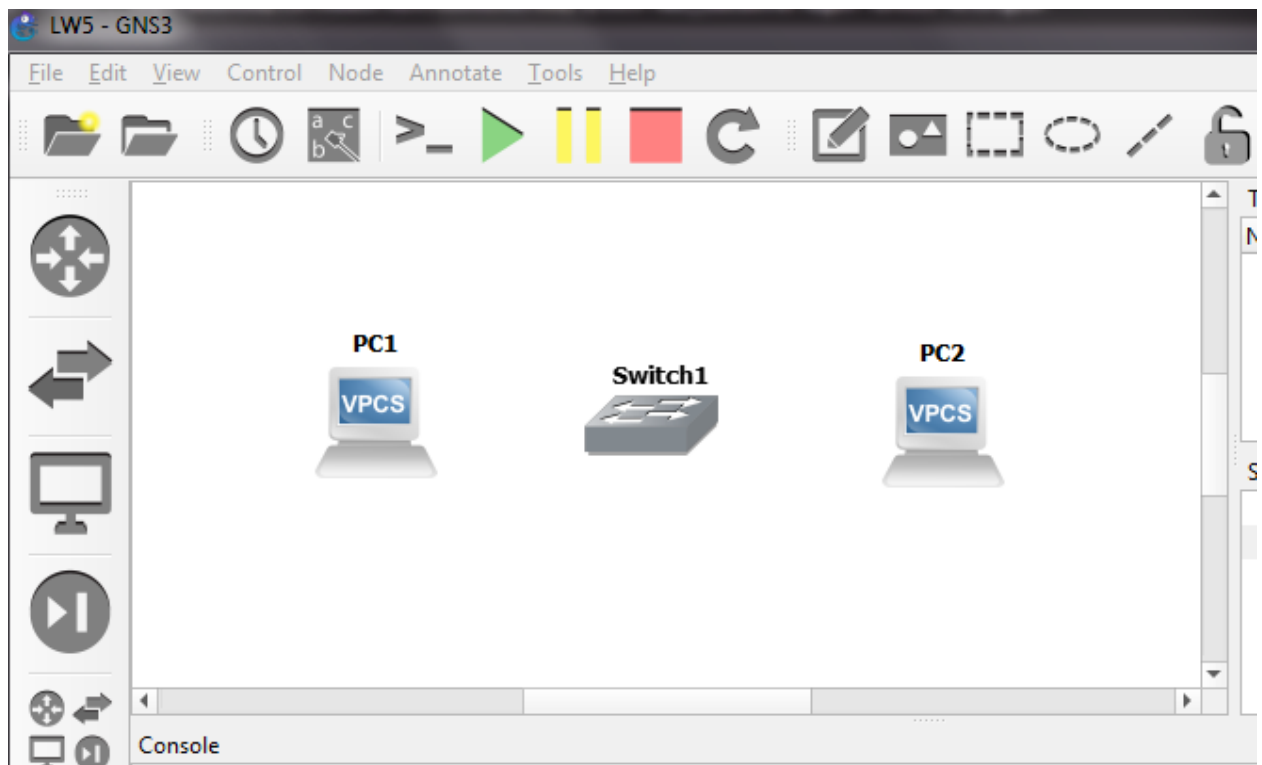 LW5 - GNS3
File Edit View Control Node Annotate Tools Help
a c
b
>_
T
N
PC1
PC2
Switch1
VPCS
VPCS
S
Console